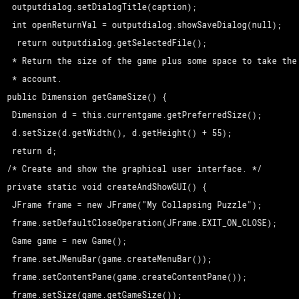 outputdialog.setDialogTitle(caption);
int openReturnVal = outputdialog.showSaveDialog(null);
return outputdialog.getSelectedFile();
* Return the size of the game plus some space to take the
* account.
public Dimension getGameSize() {
Dimension d = this.currentgame.getPreferredSize();
d.setSize(d.getWidth(), d.getHeight() + 55);
return d;
/* Create and show the graphical user interface. */
private static void createAndShowGUI() {
JFrame frame = new JFrame("My Collapsing Puzzle");
frame.setDefaultCloseOperation(JFrame.EXIT_ON_CLOSE);
Game game = new Game();
frame.setJMenuBar(game.createMenuBar());
frame.setContentPane(game.createContentPane());
frame.setSize(game.getGameSize());